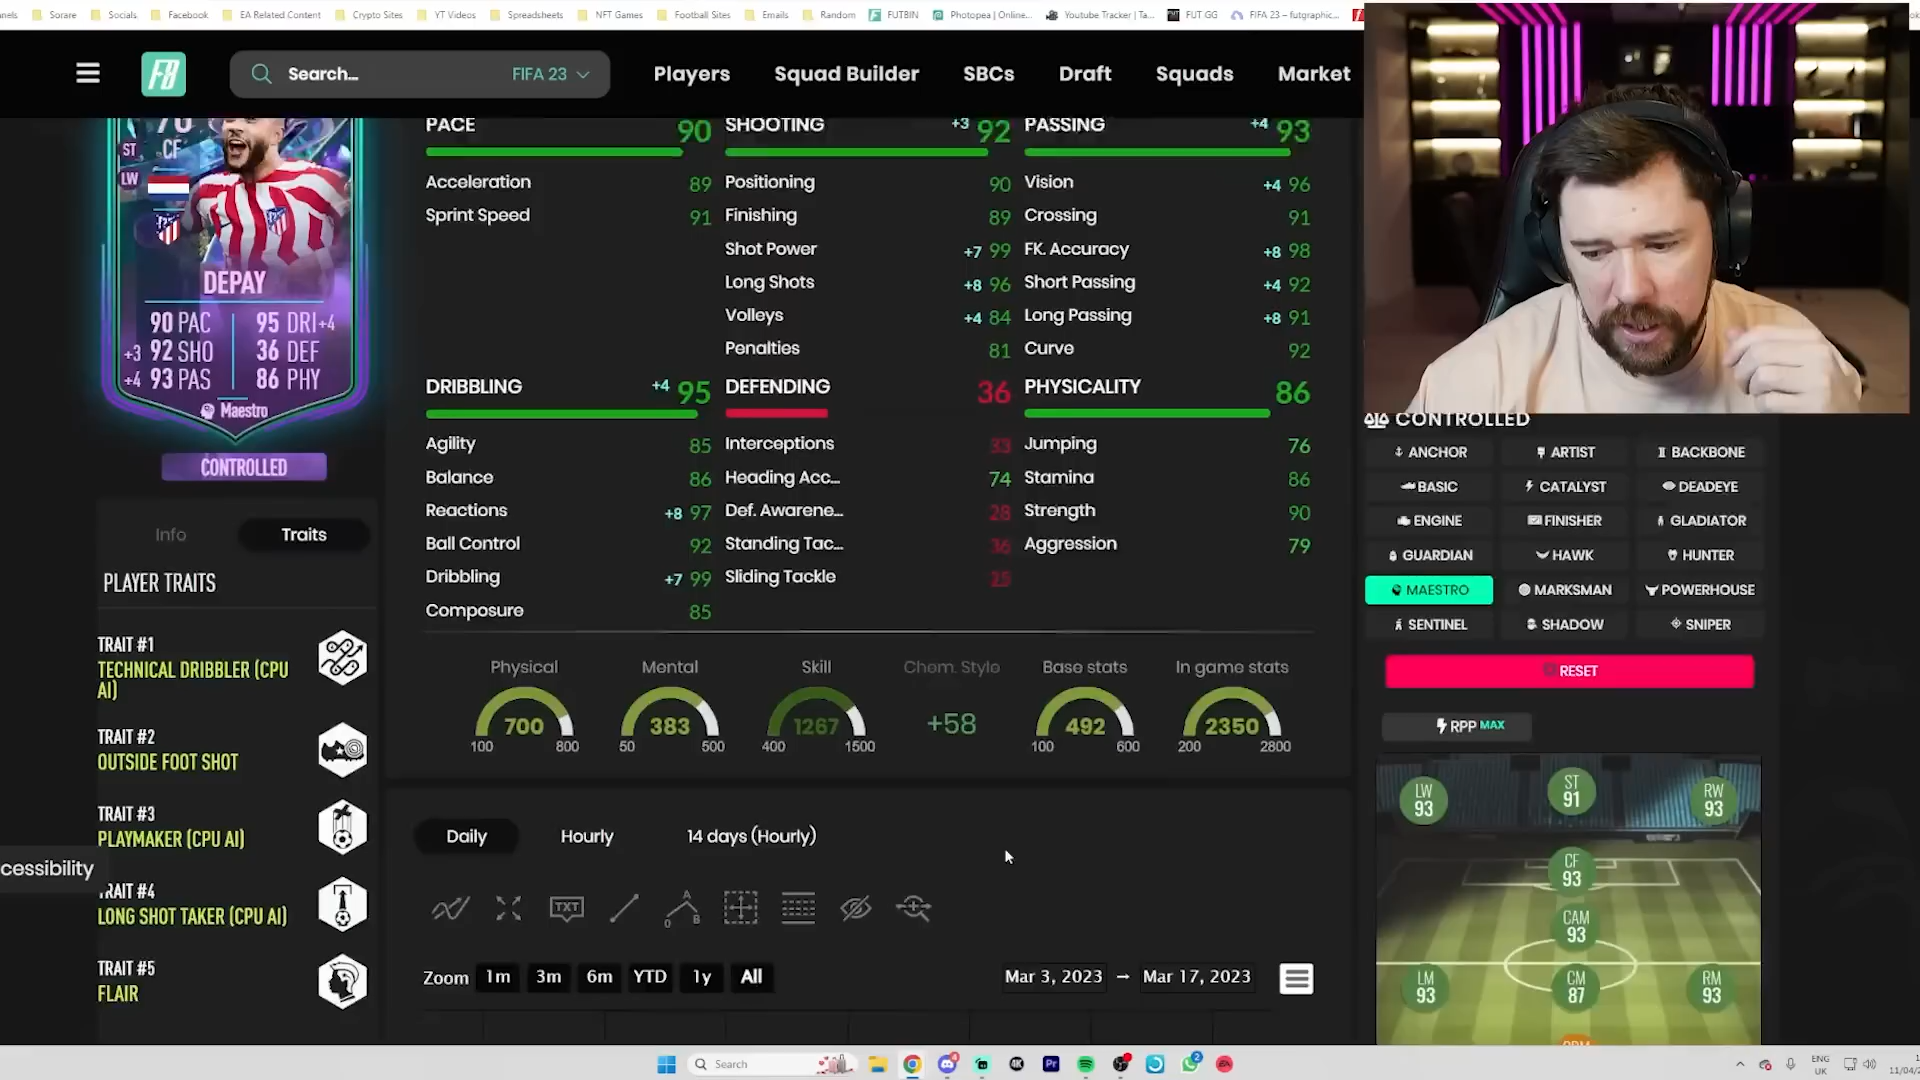 Sorare Socials Facebook EA Related Content Crypto Sites YT Videos Spreadsheets NFT Games Football Sites Emails Random FUTBIN Photopea | Online... Youtube Tracker | Ta... FUT GG FIFA 23 – futgraphic...
Search... FIFA 23 Players Squad Builder SBCs Draft Squads Market
ST CF
LW
DEPAY
90 PAC 95 DRI+4
+3 92 SHO 36 DEF
+4 93 PAS 86 PHY
Maestro
CONTROLLED
Info Traits
PLAYER TRAITS
TRAIT #1
TECHNICAL DRIBBLER (CPU
AI)
TRAIT #2
OUTSIDE FOOT SHOT
TRAIT #3
PLAYMAKER (CPU AI)
cessibility
TRAIT #4
LONG SHOT TAKER (CPU AI)
TRAIT #5
FLAIR
PACE 90
Acceleration 89
Sprint Speed 91
SHOOTING +3 92
Positioning 90
Finishing 89
Shot Power +7 99
Long Shots +8 96
Volleys +4 84
Penalties 81
PASSING +4 93
Vision +4 96
Crossing 91
FK. Accuracy +8 98
Short Passing +4 92
Long Passing +8 91
Curve 92
DRIBBLING +4 95
Agility 85
Balance 86
Reactions +8 97
Ball Control 92
Dribbling +7 99
Composure 85
DEFENDING 36
Interceptions 33
Heading Acc... 74
Def. Awarene... 28
Standing Tac... 36
Sliding Tackle 25
PHYSICALITY 86
Jumping 76
Stamina 86
Strength 90
Aggression 79
Physical Mental Skill Chem. Style Base stats In game stats
700 383 1267 +58 492 2350
100 800 50 500 400 1500 100 600 200 2800
Daily Hourly 14 days (Hourly)
TXT
Zoom 1m 3m 6m YTD 1y All Mar 3, 2023 → Mar 17, 2023
CONTROLLED
ANCHOR ARTIST BACKBONE
BASIC CATALYST DEADEYE
ENGINE FINISHER GLADIATOR
GUARDIAN HAWK HUNTER
MAESTRO MARKSMAN POWERHOUSE
SENTINEL SHADOW SNIPER
RESET
RPP MAX
LW 93 ST 91 RW 93
CF 93
CAM 93
LM 93 CM 87 RM 93
Search
4K Pr 2 ENG
UK